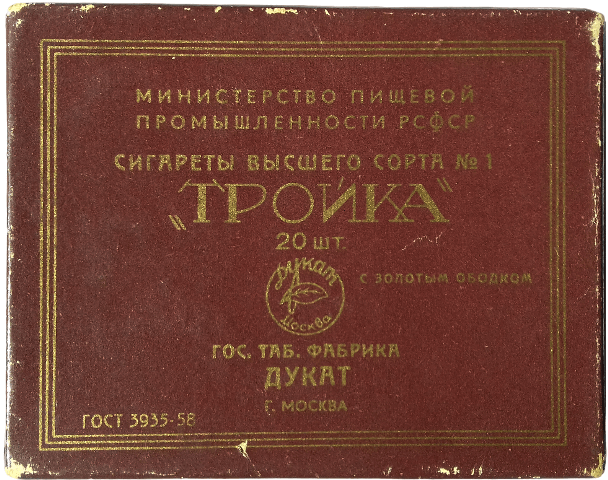 МИНИСТЕРСТВО ПИЩЕВОЙ
ПРОМЫШЛЕННОСТИ РСФСР
СИГАРЕТЫ ВЫСШЕГО СОРТА №1
„ТРОЙКА"
20 ШТ.
Дукат
Москва
С ЗОЛОТЫМ ОБОДКОМ
ГОС. ТАБ. ФАБРИКА
ДУКАТ
Г. МОСКВА
ГОСТ 3935-58